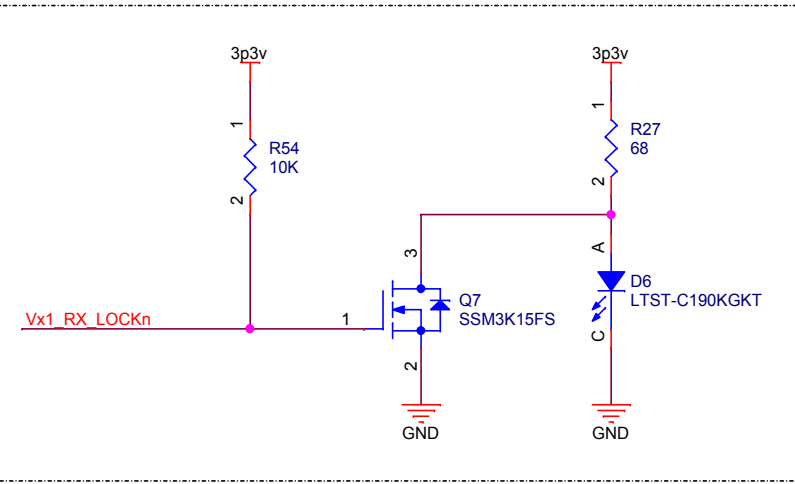 3p3v
3p3v
1
1
R54
10K
R27
68
2
2
3
A
D6
LTST-C190KGKT
Q7
SSM3K15FS
Vx1_RX_LOCKn
1
C
2
GND
GND